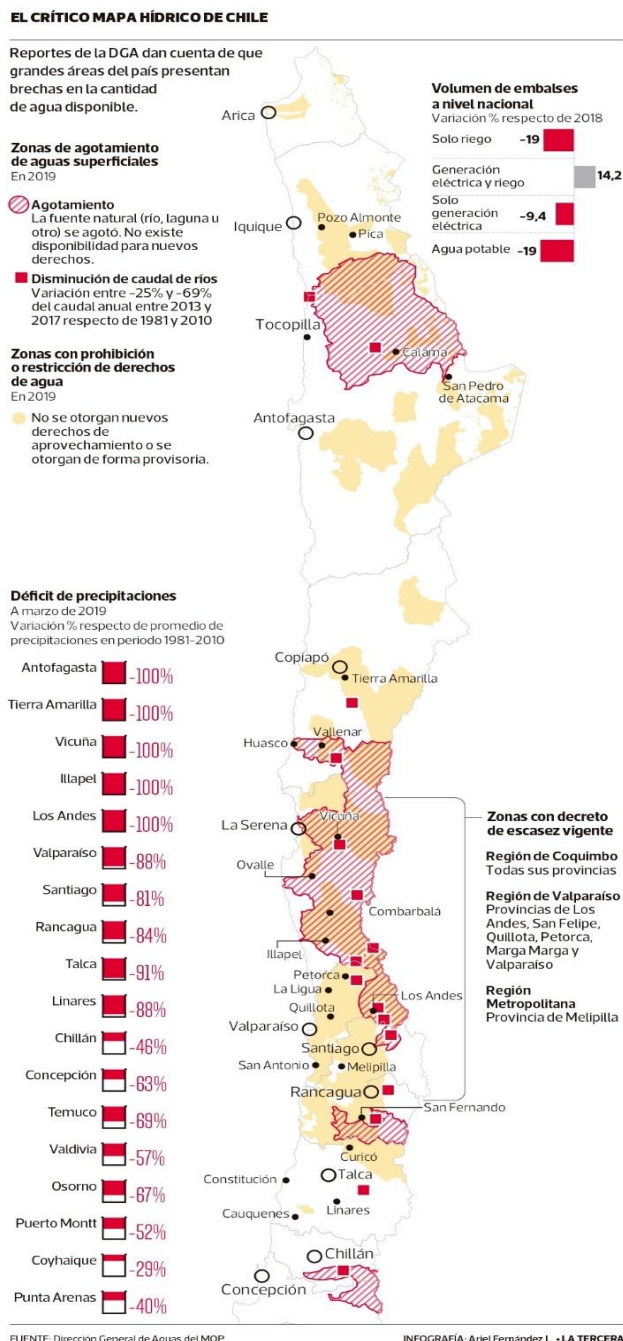 EL CRÍTICO MAPA HÍDRICO DE CHILE
Reportes de la DGA dan cuenta de que
grandes áreas del país presentan
brechas en la cantidad
de agua disponible.
Zonas de agotamiento
de aguas superficiales
En 2019
Agotamiento
La fuente natural (río, laguna u
otro) se agotó. No existe
disponibilidad para nuevos
derechos.
Disminución de caudal de ríos
Variación entre -25% y -69%
del caudal anual entre 2013 y
2017 respecto de 1981 y 2010
Zonas con prohibición
o restricción de derechos
de agua
En 2019
No se otorgan nuevos
derechos de
aprovechamiento o se
otorgan de forma provisoria.
Volumen de embalses
a nivel nacional
Variación % respecto de 2018
Solo riego -19
Generación
eléctrica y riego 14,2
Solo
generación
eléctrica -9,4
Agua potable -19
Arica
Iquique
Pozo Almonte
Pica
Tocopilla
Calama
San Pedro
de Atacama
Antofagasta
Déficit de precipitaciones
A marzo de 2019
Variación % respecto de promedio de
precipitaciones en periodo 1981-2010
Antofagasta -100%
Tierra Amarilla -100%
Vicuña -100%
Illapel -100%
Los Andes -100%
Valparaíso -88%
Santiago -81%
Rancagua -84%
Talca -91%
Linares -88%
Chillán -46%
Concepción -63%
Temuco -69%
Valdivia -57%
Osorno -67%
Puerto Montt -52%
Coyhaique -29%
Punta Arenas -40%
Copiapó
Tierra Amarilla
Huasco
Vallenar
La Serena
Vicuña
Ovalle
Combarbalá
Illapel
Petorca
La Ligua
Quillota
Los Andes
Valparaíso
Santiago
San Antonio
Melipilla
Rancagua
San Fernando
Curicó
Constitución
Talca
Cauquenes
Linares
Chillán
Concepción
Zonas con decreto
de escasez vigente
Región de Coquimbo
Todas sus provincias
Región de Valparaíso
Provincias de Los
Andes, San Felipe,
Quillota, Petorca,
Marga Marga y
Valparaíso
Región
Metropolitana
Provincia de Melipilla
FUENTE: Dirección General de Aguas del MOP
INFOGRAFÍA: Ariel Fernández L. • LA TERCERA